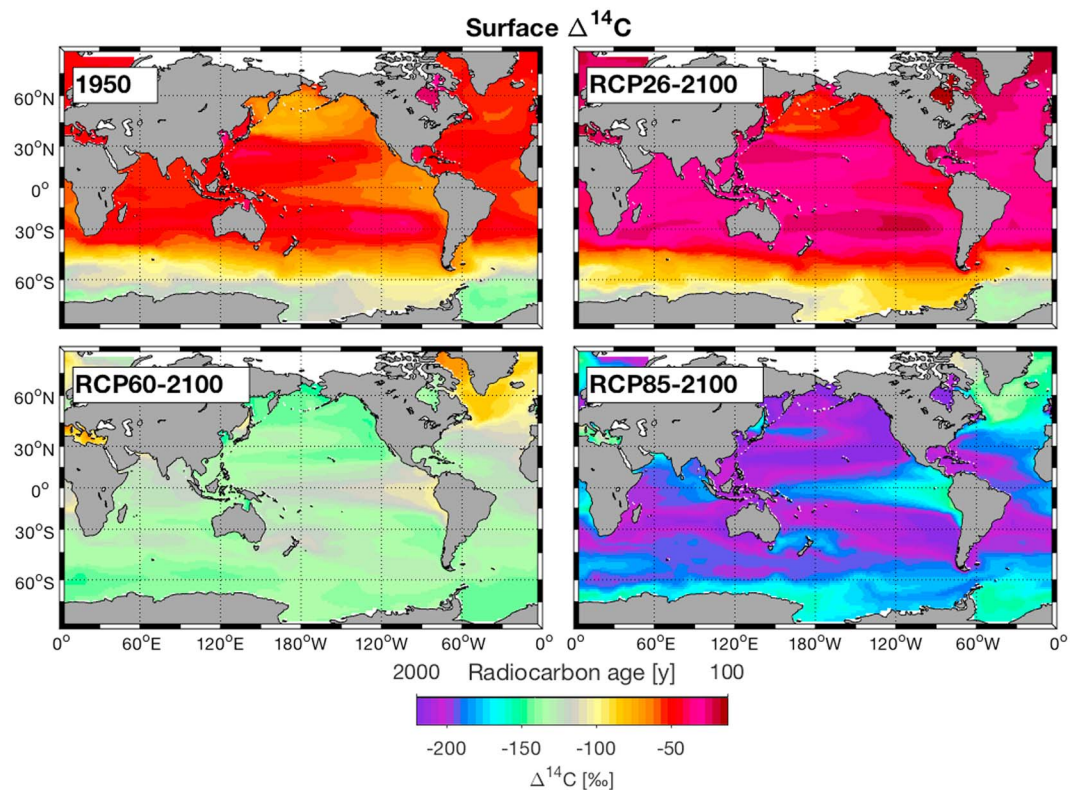 Surface Δ¹⁴C
1950
RCP26-2100
60°N
30°N
0°
30°S
60°S
RCP60-2100
RCP85-2100
60°N
30°N
0°
30°S
60°S
0° 60°E 120°E 180°W 120°W 60°W 0° 0° 60°E 120°E 180°W 120°W 60°W 0°
2000 Radiocarbon age [y] 100
-200 -150 -100 -50
Δ¹⁴C [‰]